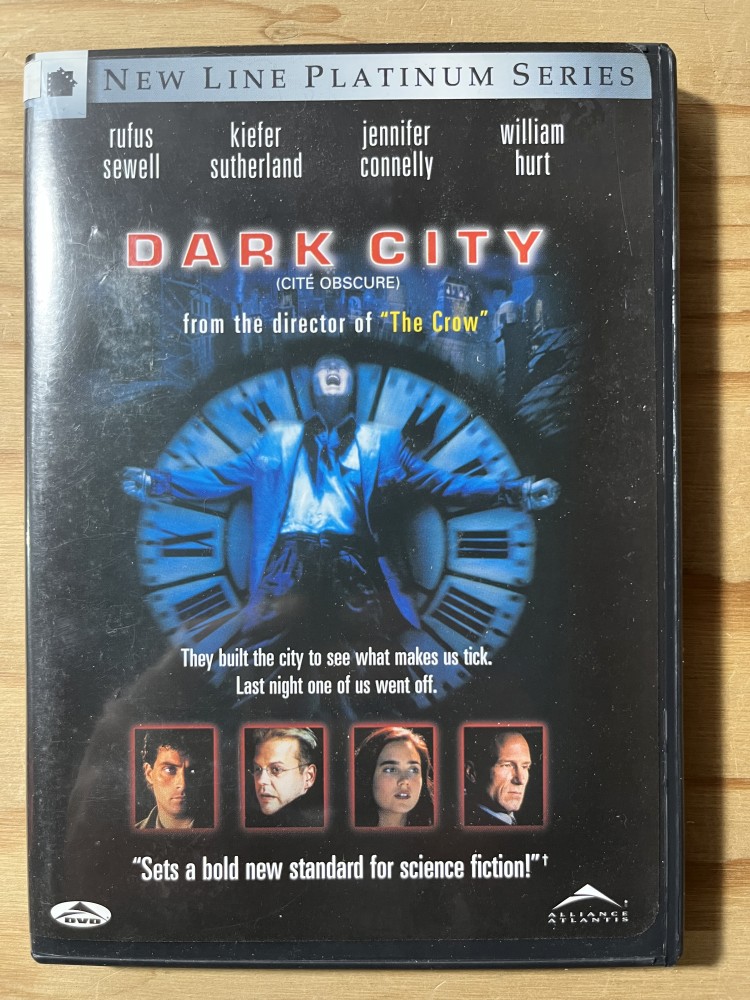 NEW LINE PLATINUM SERIES
rufus sewell
kiefer sutherland
jennifer connelly
william hurt
DARK CITY
(CITÉ OBSCURE)
from the director of "The Crow"
They built the city to see what makes us tick.
Last night one of us went off.
"Sets a bold new standard for science fiction!"†
DVD
ALLIANCE
ATLANTIS